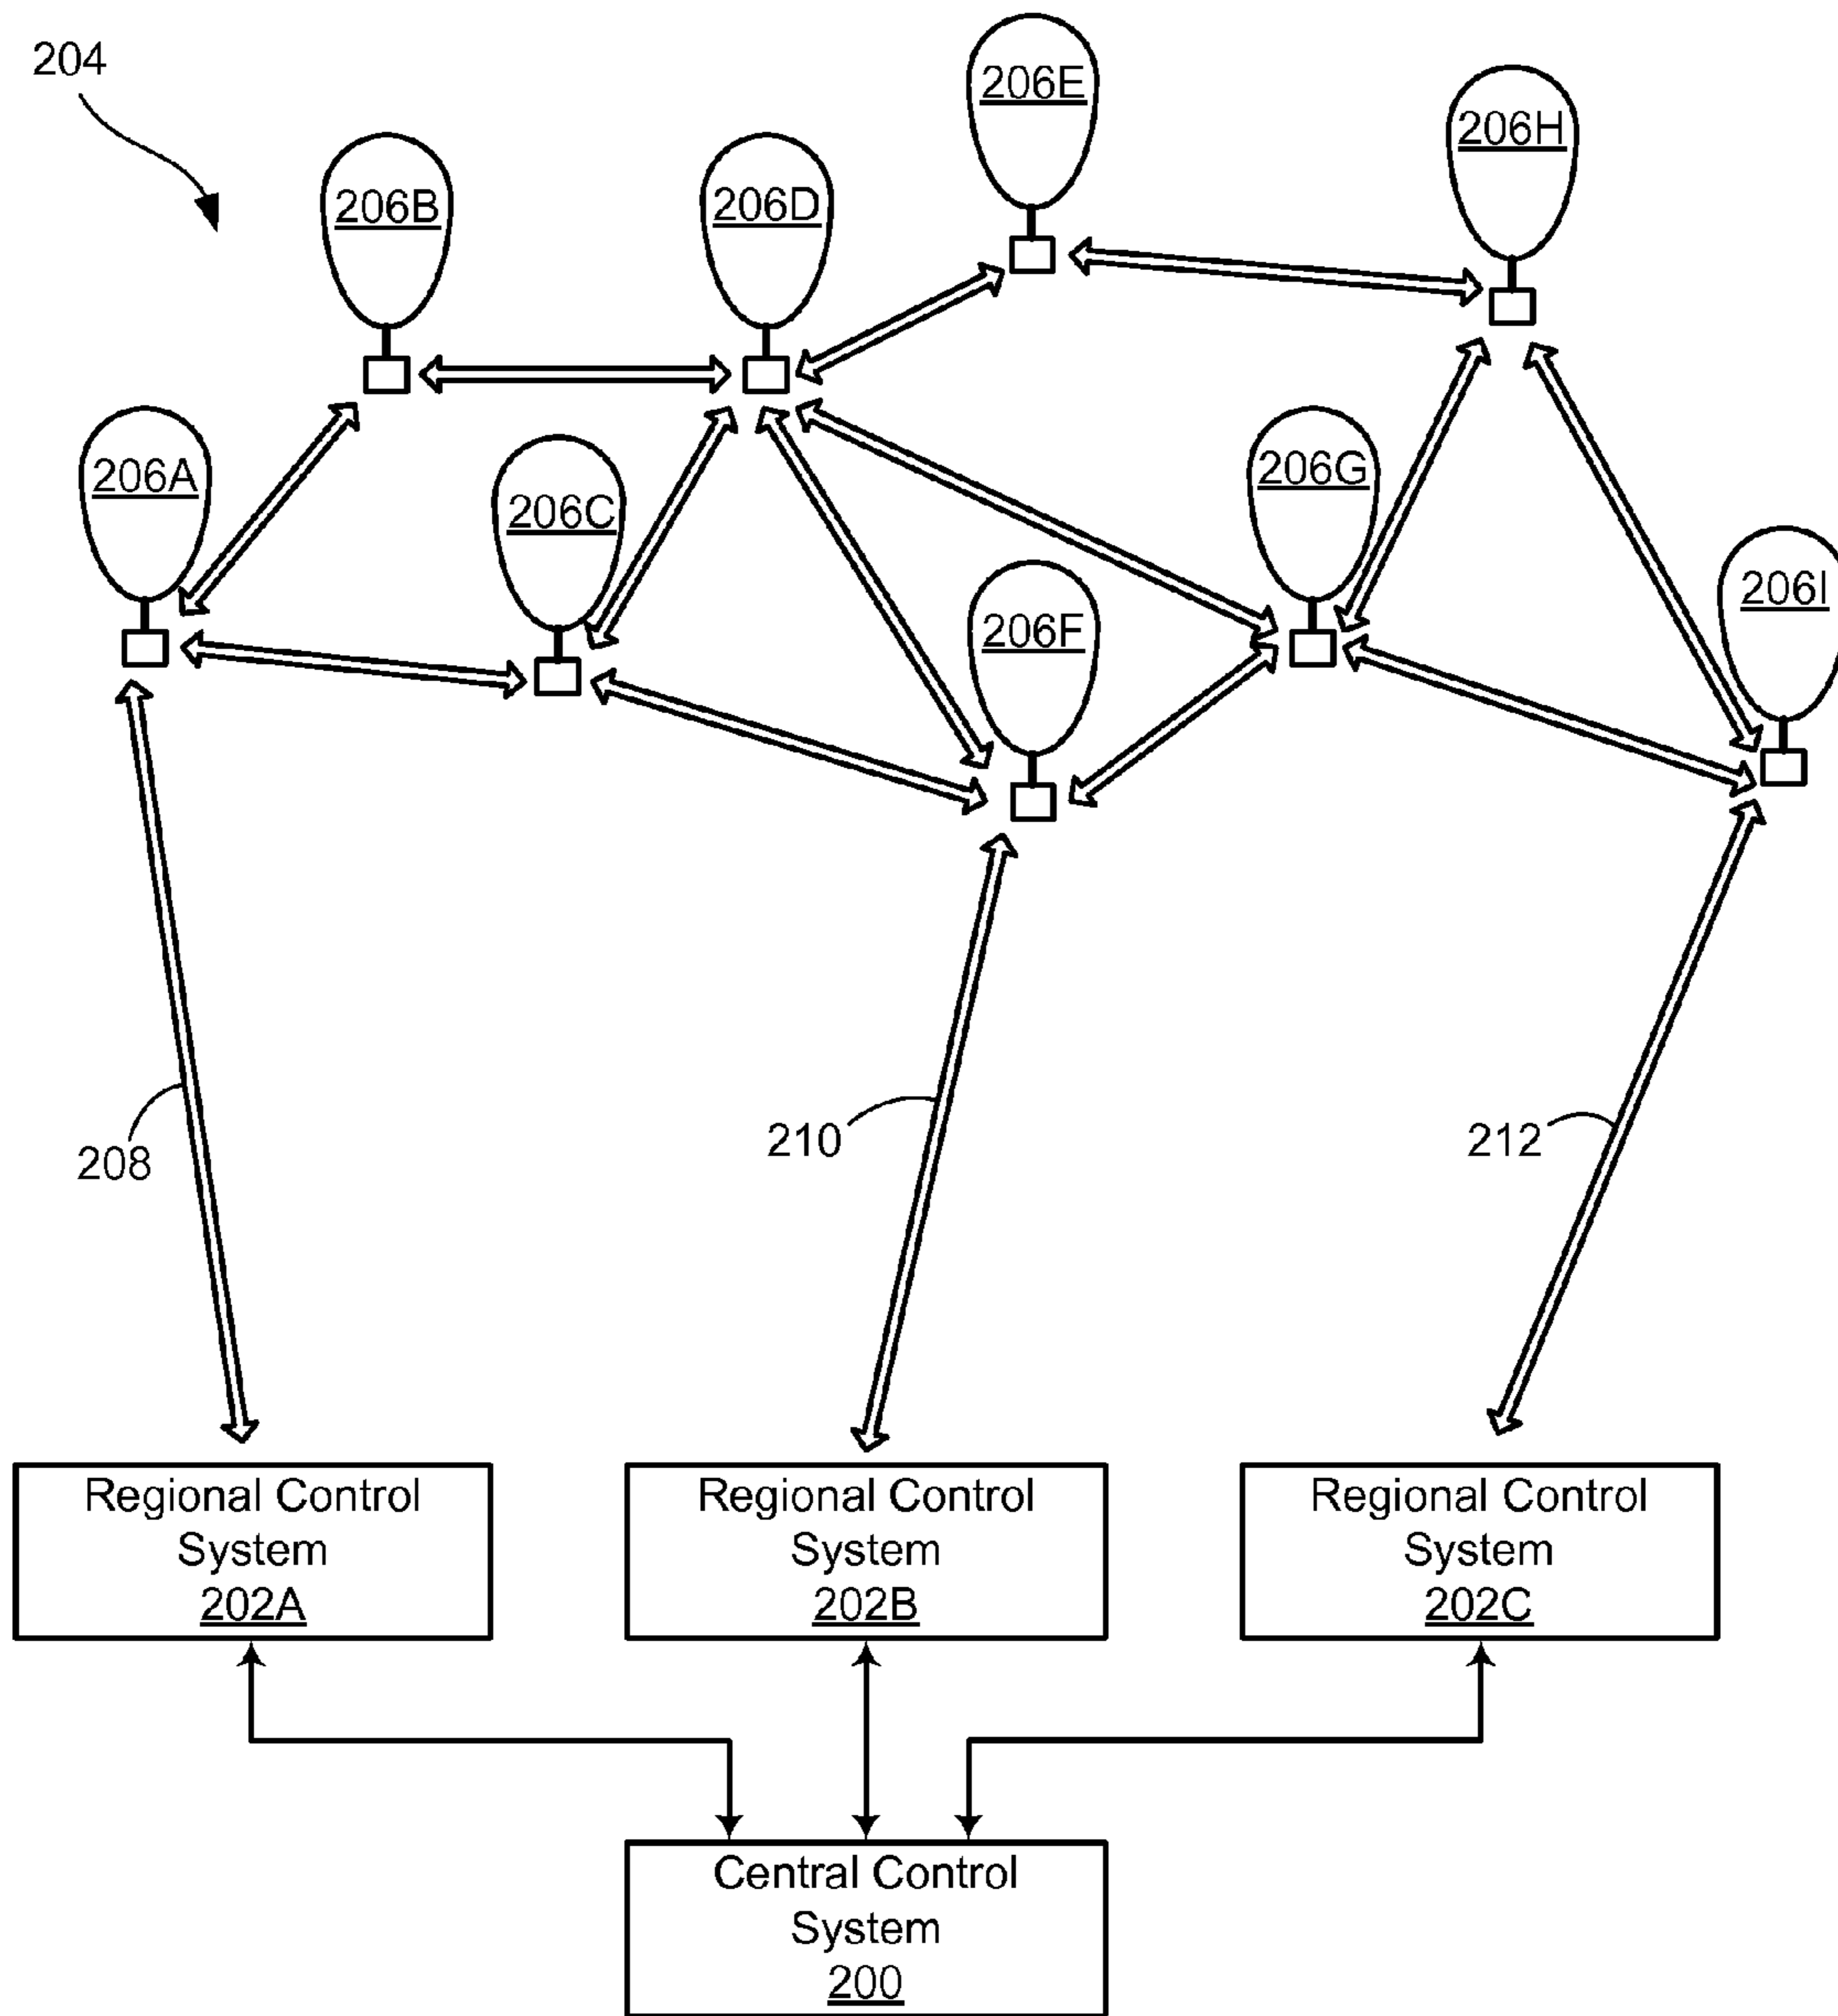 204
206E
206H
206B
206D
206A
206C
206G
206F
206I
208
210
212
Regional Control
System
202A
Regional Control
System
202B
Regional Control
System
202C
Central Control
System
200